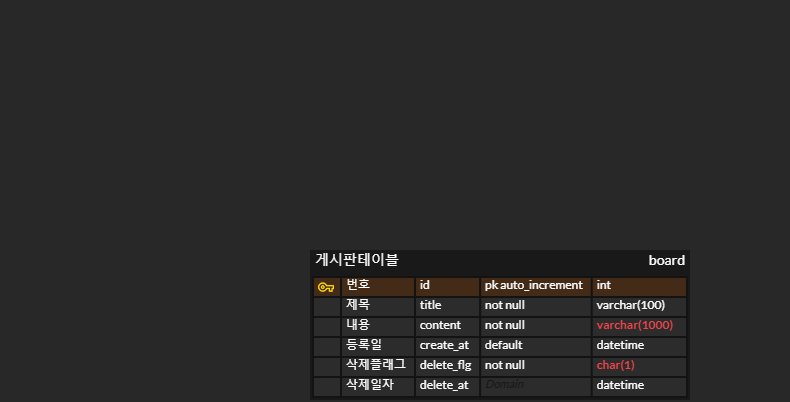 게시판테이블 board
번호 id pk auto_increment int
제목 title not null varchar(100)
내용 content not null varchar(1000)
등록일 create_at default datetime
삭제플래그 delete_flg not null char(1)
삭제일자 delete_at Domain datetime